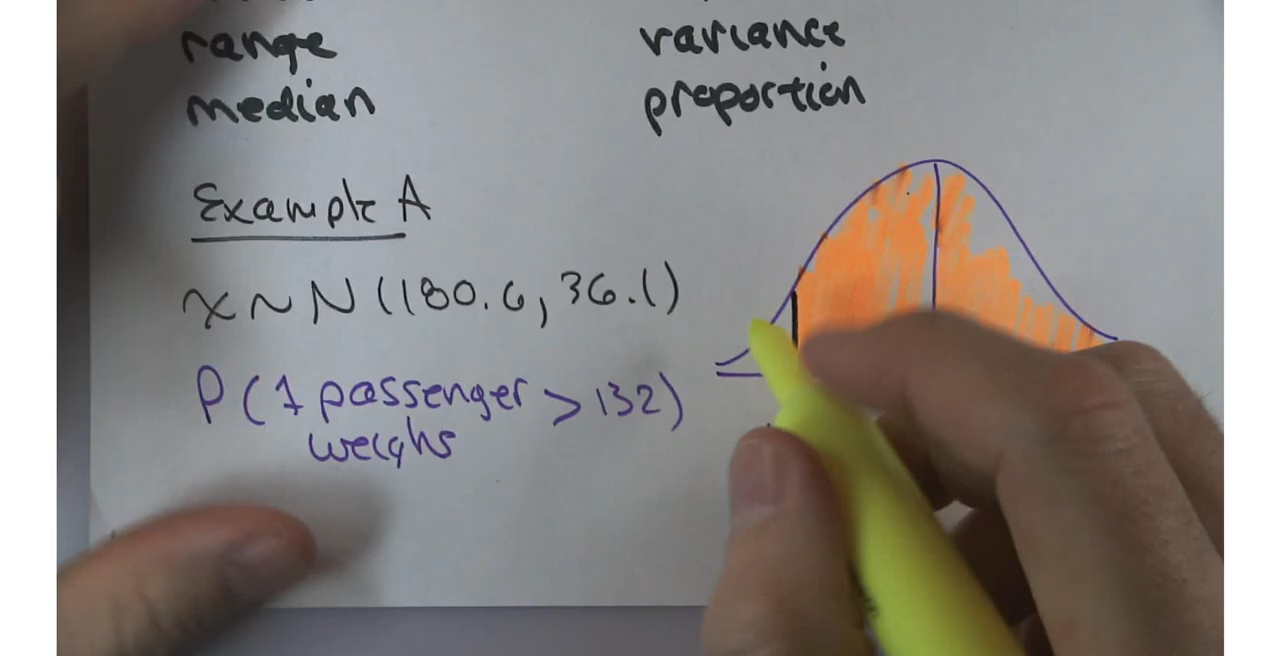 range
variance
median
proportion
Example A
x ~ N(180.6, 36.1)
P(1 passenger > 132)
weighs